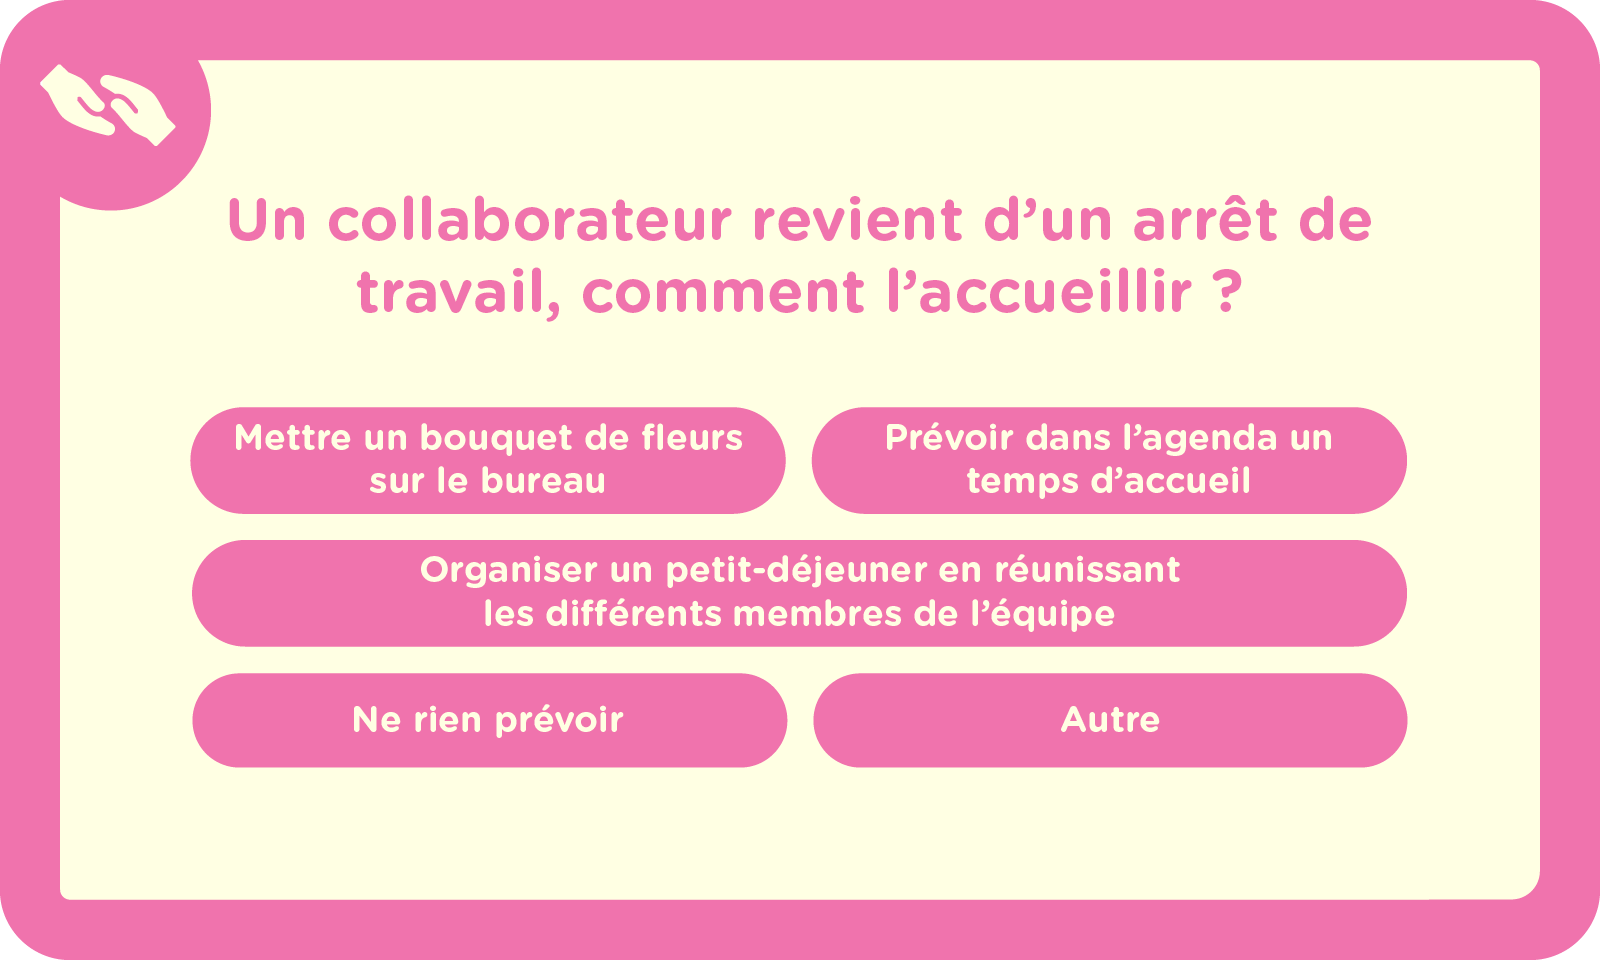 Un collaborateur revient d’un arrêt de
travail, comment l’accueillir ?
Mettre un bouquet de fleurs
sur le bureau
Prévoir dans l’agenda un
temps d’accueil
Organiser un petit-déjeuner en réunissant
les différents membres de l’équipe
Ne rien prévoir
Autre